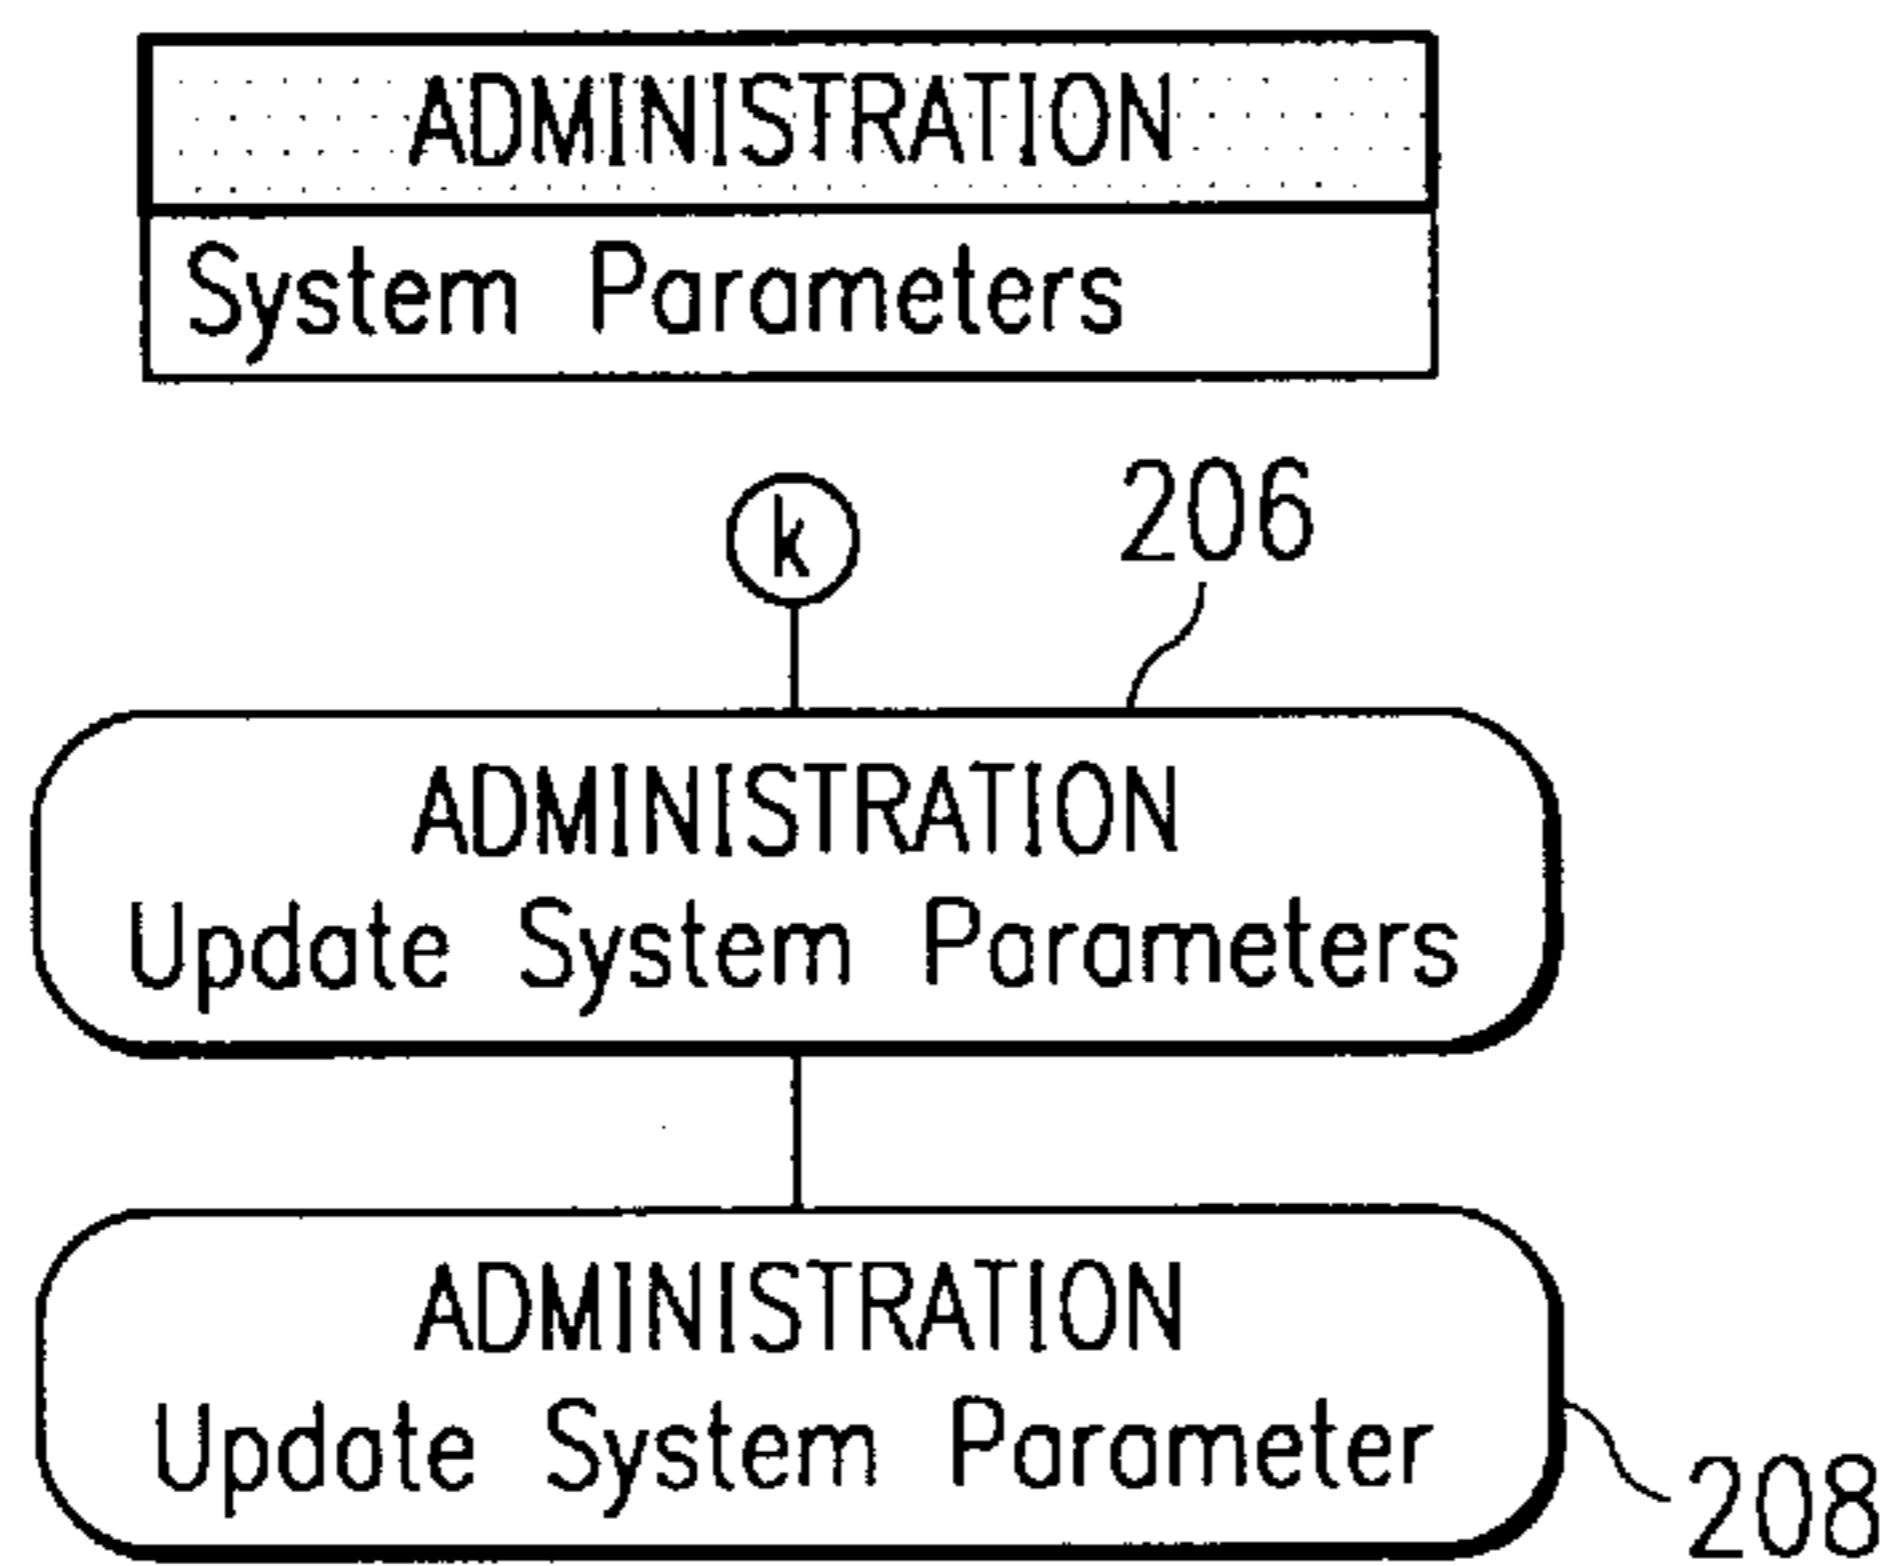 ADMINISTRATION
System Parameters
k
206
ADMINISTRATION
Update System Parameters
ADMINISTRATION
Update System Parameter
208